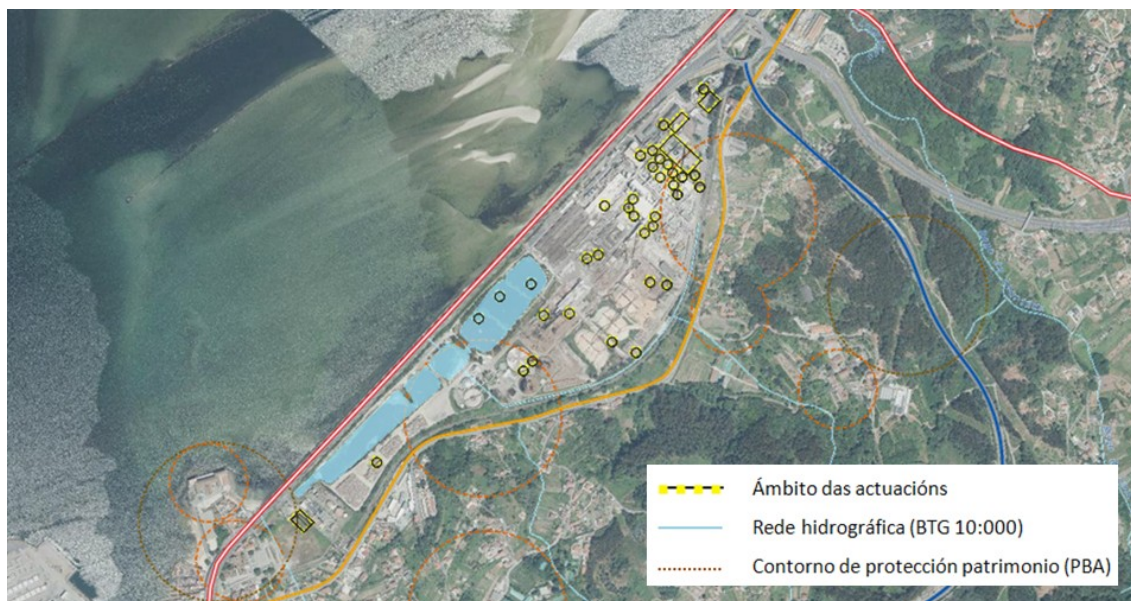 Ámbito das actuacións
Rede hidrográfica (BTG 10:000)
Contorno de protección patrimonio (PBA)